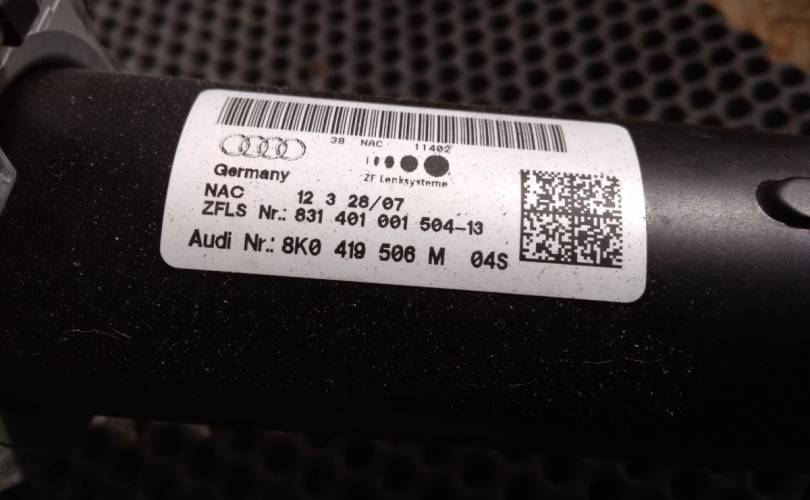 38 NAC 11402
Germany
ZF Lenksysteme
NAC 12 3 28/07
ZFLS Nr.: 831 401 001 504-13
Audi Nr.: 8K0 419 506 M 04S